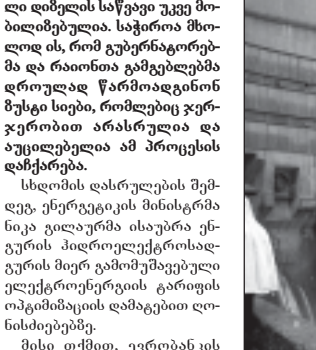 ლი დიზელის საწვავი უკვე მო-
ბილიზებულია. საჭიროა მხო-
ლოდ ის, რომ გუბერნატორებ-
მა და რაიონთა გამგებლებმა
დროულად წარმოადგინონ
ზუსტი სიები, რომლებიც ჯერ-
ჯერობით არასრულია და
აუცილებელია ამ პროცესის
დაჩქარება.
სხდომის დასრულების შემ-
დეგ, ენერგეტიკის მინისტრმა
ნიკა გილაურმა ისაუბრა ენ-
გურის ჰიდროელექტროსად-
გურის მიერ გამომუშავებული
ელექტროენერგიის ტარიფის
ოპტიმიზაციის დამატებით ღო-
ნისძიებებზე.
მისი თქმით, ევრობანკის